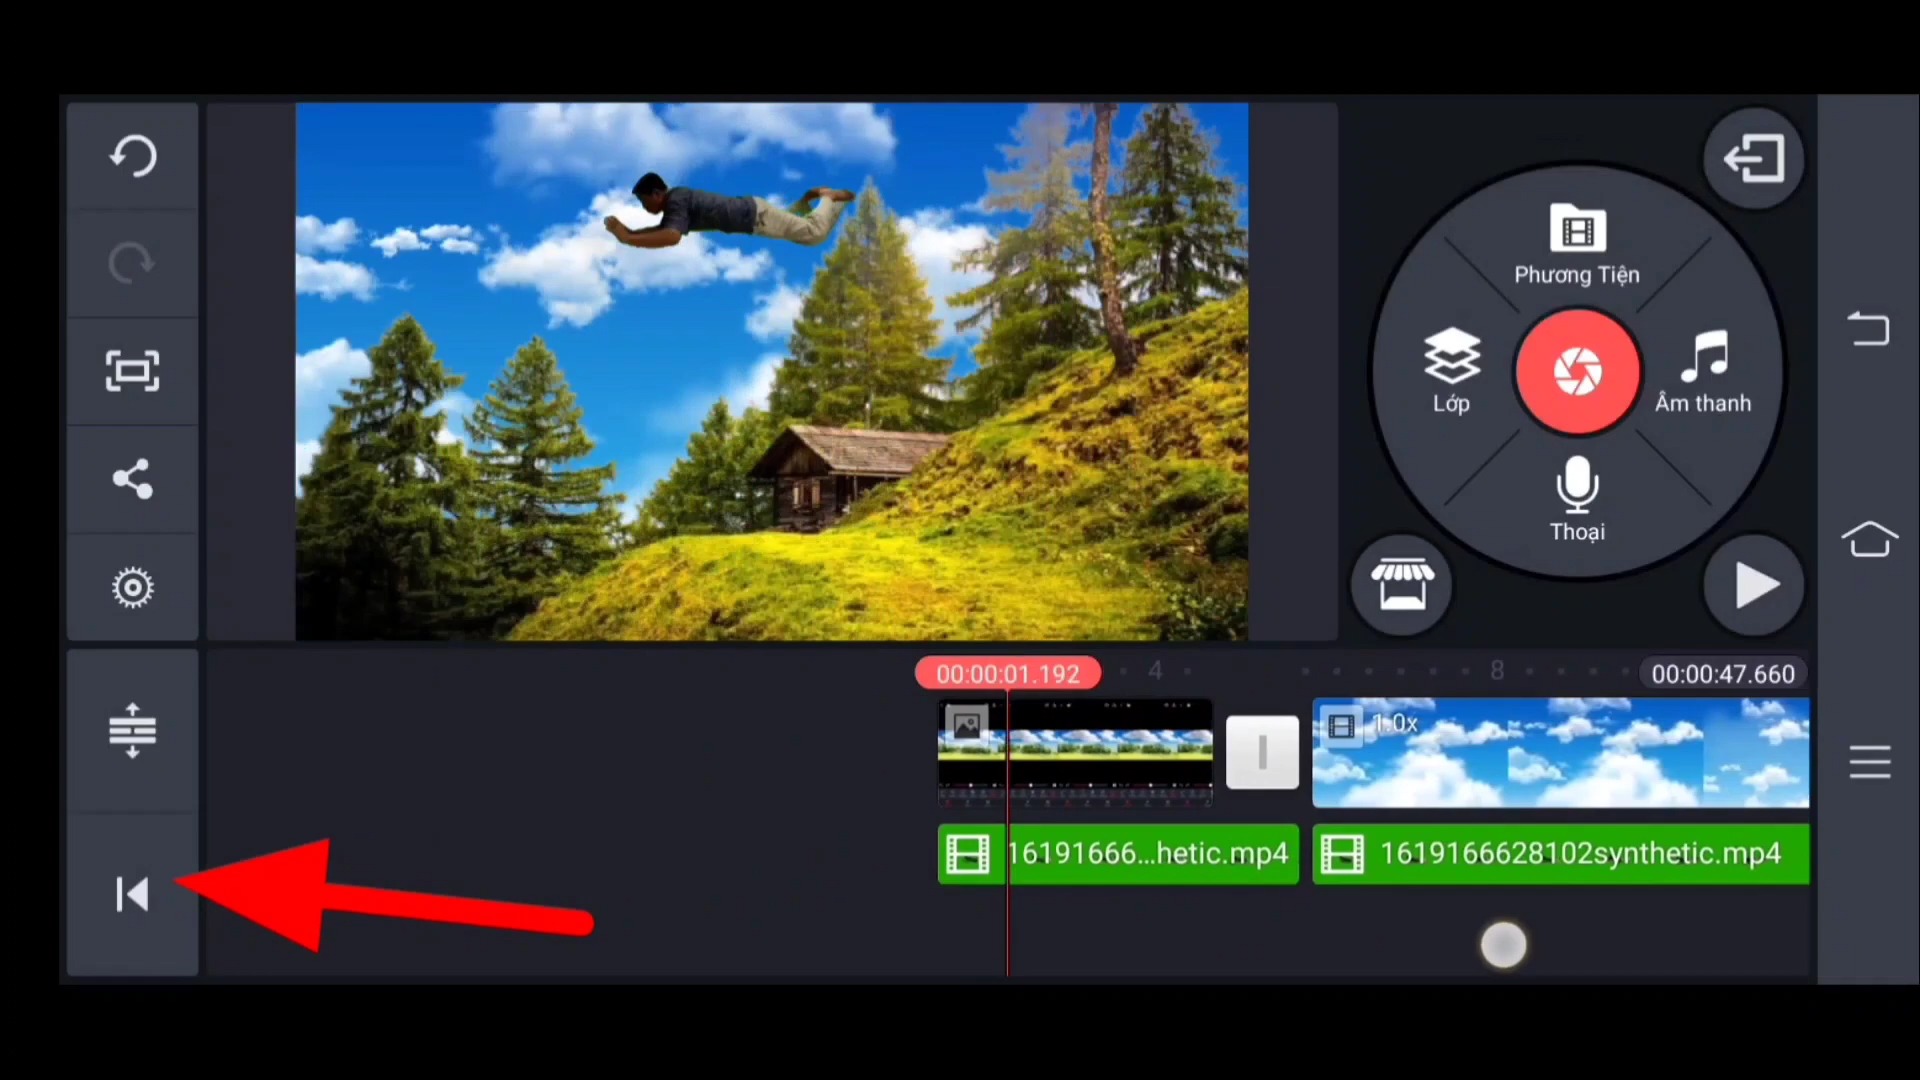 Phương Tiện
Lớp
Âm thanh
Thoại
00:00:01.192
4
8
00:00:47.660
1.0x
16191666...hetic.mp4
1619166628102synthetic.mp4